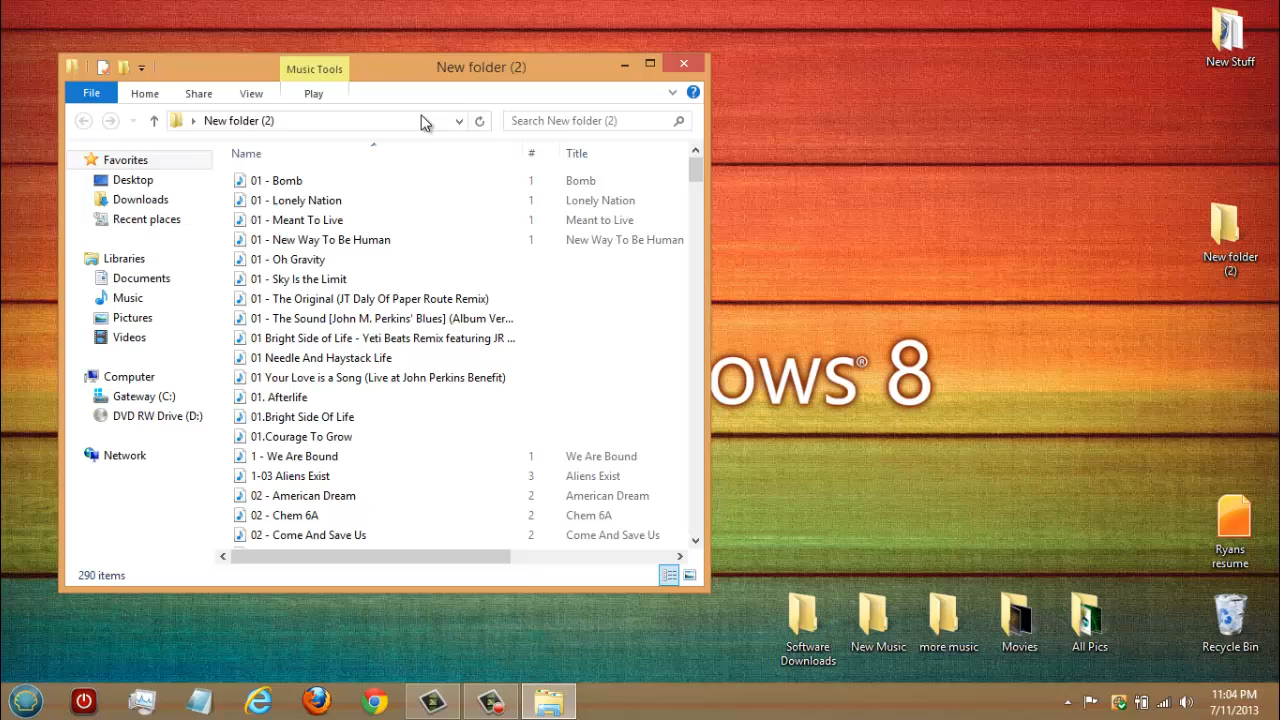 New Stuff
Music Tools
New folder (2)
File
Home
Share
View
Play
New folder (2)
Search New folder (2)
Name
#
Title
Favorites
Desktop
Downloads
Recent places
Libraries
Documents
Music
Pictures
Videos
Computer
Gateway (C:)
DVD RW Drive (D:)
Network
01 - Bomb 1 Bomb
01 - Lonely Nation 1 Lonely Nation
01 - Meant To Live 1 Meant to Live
01 - New Way To Be Human 1 New Way To Be Human
01 - Oh Gravity
01 - Sky Is the Limit
01 - The Original (JT Daly Of Paper Route Remix)
01 - The Sound [John M. Perkins' Blues] (Album Ver...
01 Bright Side of Life - Yeti Beats Remix featuring JR ...
01 Needle And Haystack Life
01 Your Love is a Song (Live at John Perkins Benefit)
01. Afterlife
01.Bright Side Of Life
01.Courage To Grow
1 - We Are Bound 1 We Are Bound
1-03 Aliens Exist 3 Aliens Exist
02 - American Dream 2 American Dream
02 - Chem 6A 2 Chem 6A
02 - Come And Save Us 2 Come And Save Us
290 items
New folder
(2)
ows® 8
Ryans
resume
Software
Downloads
New Music
more music
Movies
All Pics
Recycle Bin
11:04 PM
7/11/2013